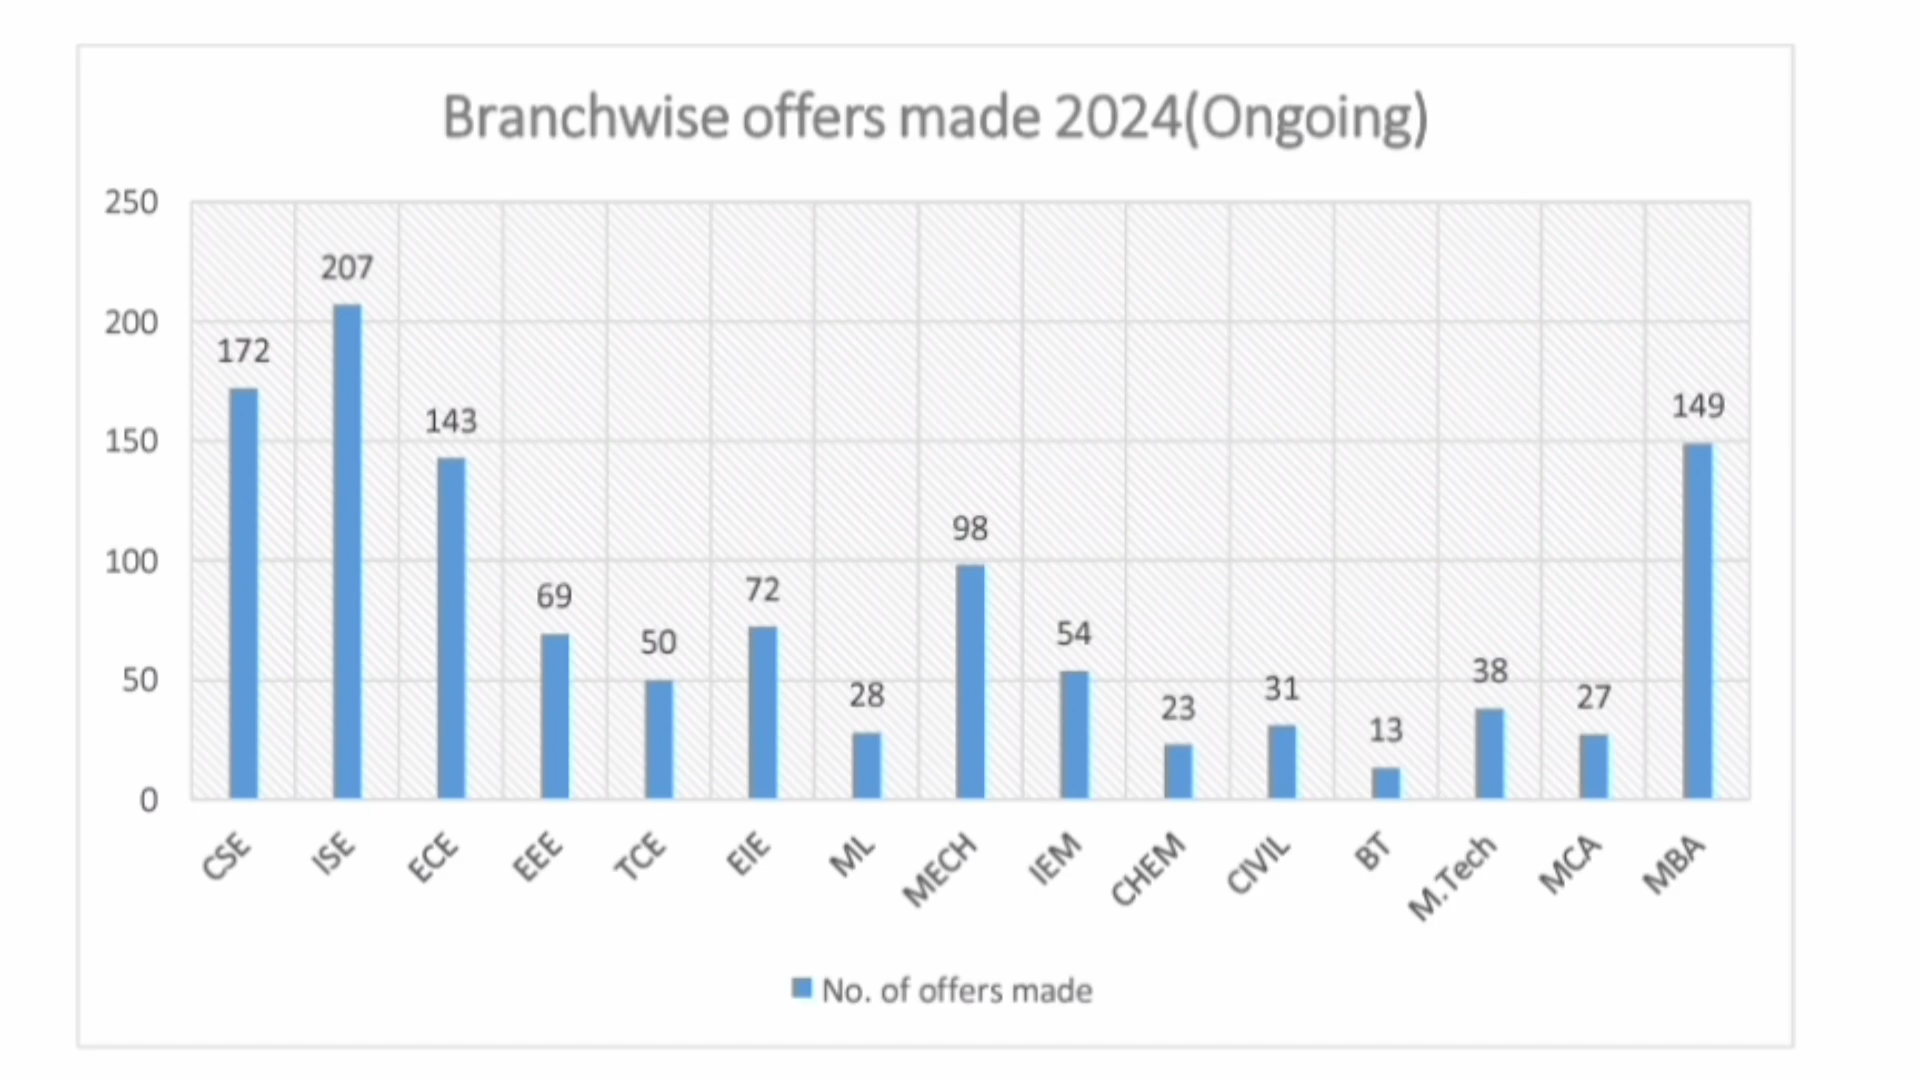 Branchwise offers made 2024(Ongoing)
250
200
150
100
50
0
172
207
143
69
50
72
28
98
54
23
31
13
38
27
149
CSE
ISE
ECE
EEE
TCE
EIE
ML
MECH
IEM
CHEM
CIVIL
BT
M.Tech
MCA
MBA
No. of offers made